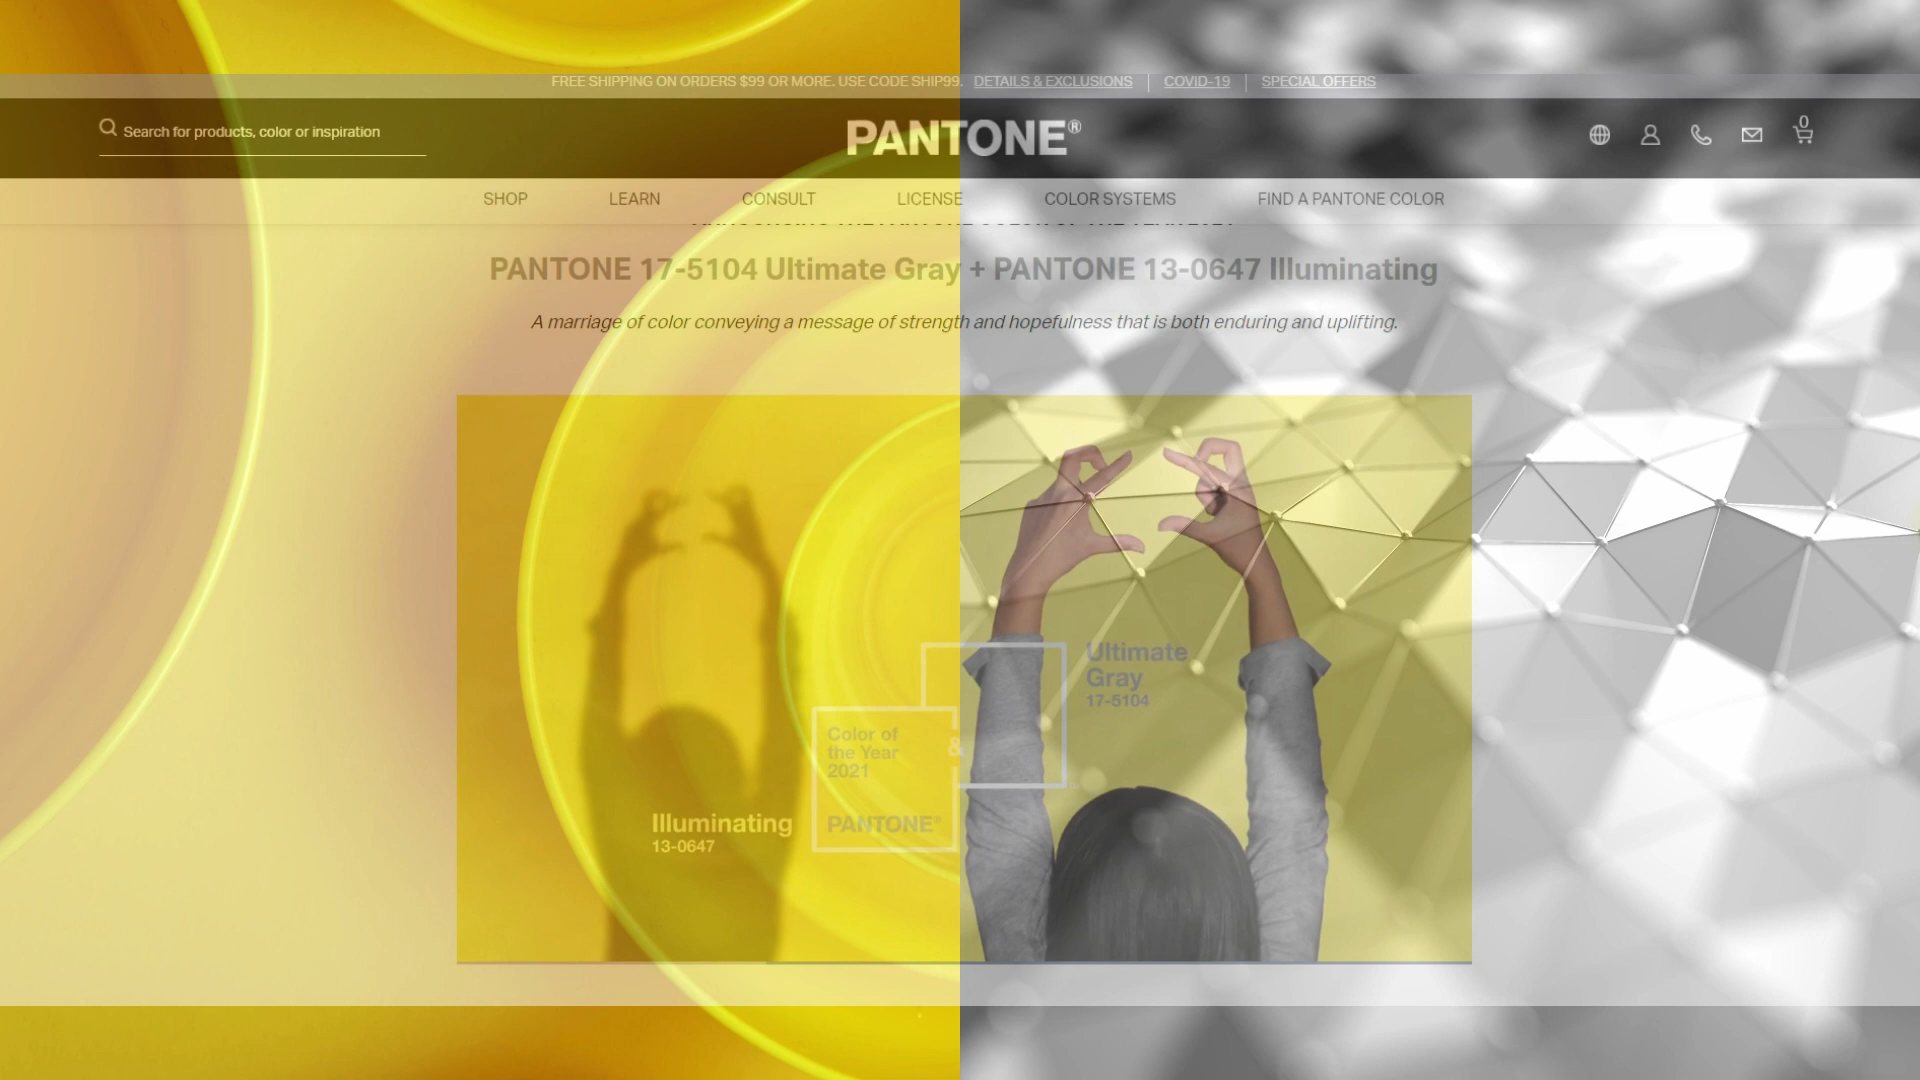 FREE SHIPPING ON ORDERS $99 OR MORE. USE CODE SHIP99. DETAILS & EXCLUSIONS | COVID-19 | SPECIAL OFFERS
Search for products, color or inspiration
PANTONE®
0
SHOP LEARN CONSULT LICENSE COLOR SYSTEMS FIND A PANTONE COLOR
PANTONE 17-5104 Ultimate Gray + PANTONE 13-0647 Illuminating
A marriage of color conveying a message of strength and hopefulness that is both enduring and uplifting.
Ultimate
Gray
17-5104
Color of
the Year
2021
&
Illuminating
13-0647
PANTONE®